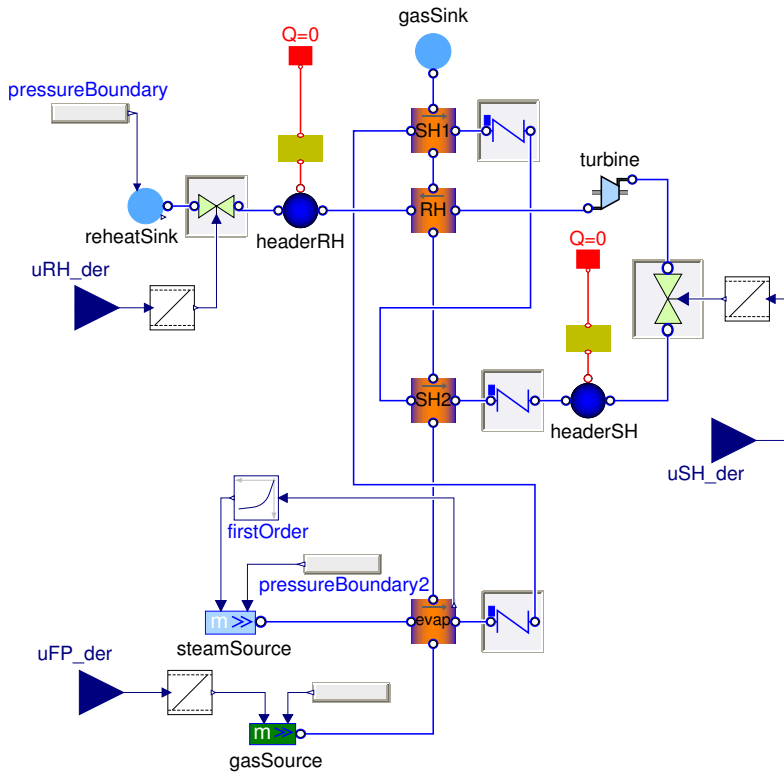 gasSink
Q=0
pressureBoundary
SH1
turbine
RH
reheatSink
headerRH
Q=0
uRH_der
SH2
headerSH
uSH_der
firstOrder
pressureBoundary2
evap
m >>
steamSource
uFP_der
m >>
gasSource